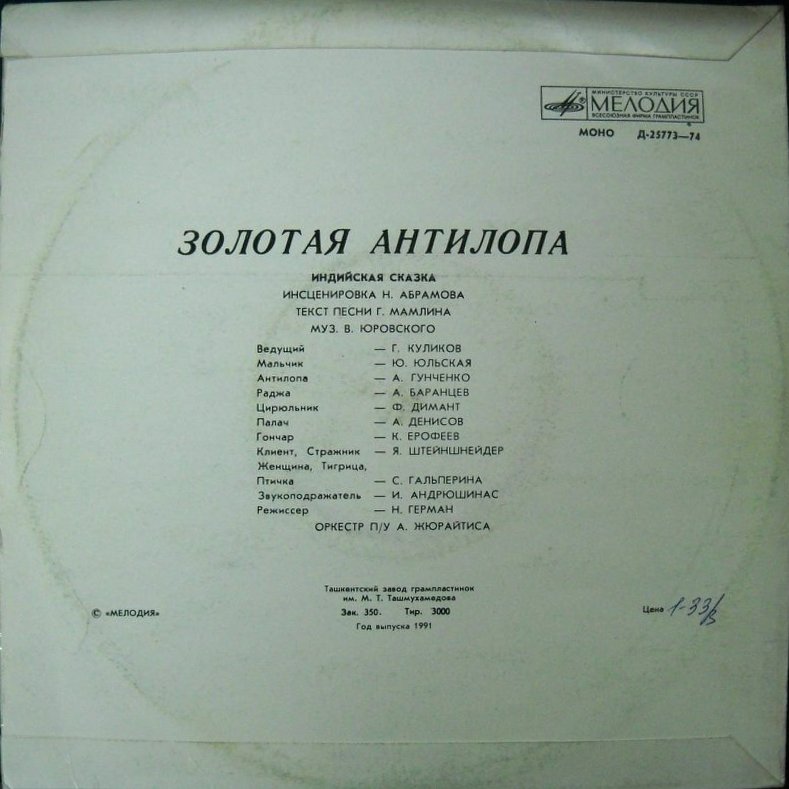 МИНИСТЕРСТВО КУЛЬТУРЫ СССР
МЕЛОДИЯ
ВСЕСОЮЗНАЯ ФИРМА ГРАМПЛАСТИНОК
МОНО Д-25773—74
ЗОЛОТАЯ АНТИЛОПА
ИНДИЙСКАЯ СКАЗКА
ИНСЦЕНИРОВКА Н. АБРАМОВА
ТЕКСТ ПЕСНИ Г. МАМЛИНА
МУЗ. В. ЮРОВСКОГО
Ведущий — Г. КУЛИКОВ
Мальчик — Ю. ЮЛЬСКАЯ
Антилопа — А. ГУНЧЕНКО
Раджа — А. БАРАНЦЕВ
Цирюльник — Ф. ДИМАНТ
Палач — А. ДЕНИСОВ
Гончар — К. ЕРОФЕЕВ
Клиент, Стражник — Я. ШТЕЙНШНЕЙДЕР
Женщина, Тигрица,
Птичка — С. ГАЛЬПЕРИНА
Звукоподражатель — И. АНДРЮШИНАС
Режиссер — Н. ГЕРМАН
ОРКЕСТР П/У А. ЖЮРАЙТИСА
Ташкентский завод грампластинок
им. М. Т. Ташмухамедова
© «МЕЛОДИЯ» Зак. 350. Тир. 3000 Цена 1-33/
Год выпуска 1991